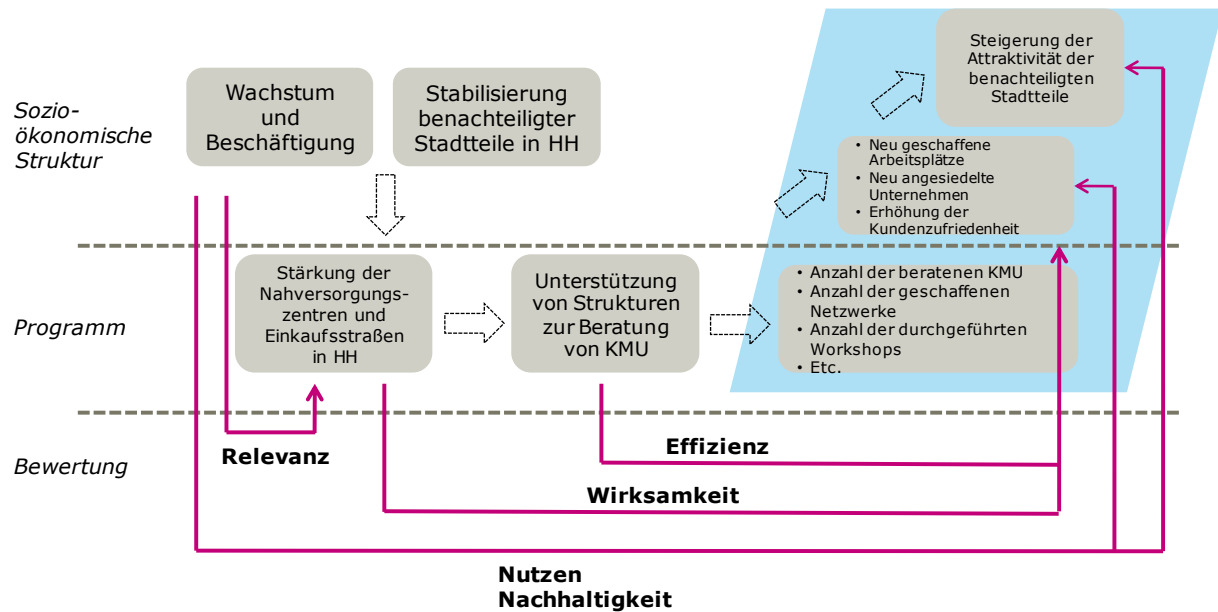 Sozio-
ökonomische
Struktur
Wachstum
und
Beschäftigung
Stabilisierung
benachteiligter
Stadtteile in HH
Steigerung der
Attraktivität der
benachteiligten
Stadtteile
• Neu geschaffene
Arbeitsplätze
• Neu angesiedelte
Unternehmen
• Erhöhung der
Kundenzufriedenheit
Programm
Stärkung der
Nahversorgungs-
zentren und
Einkaufsstraßen
in HH
Unterstützung
von Strukturen
zur Beratung
von KMU
• Anzahl der beratenen KMU
• Anzahl der geschaffenen
Netzwerke
• Anzahl der durchgeführten
Workshops
• Etc.
Bewertung
Relevanz
Effizienz
Wirksamkeit
Nutzen
Nachhaltigkeit